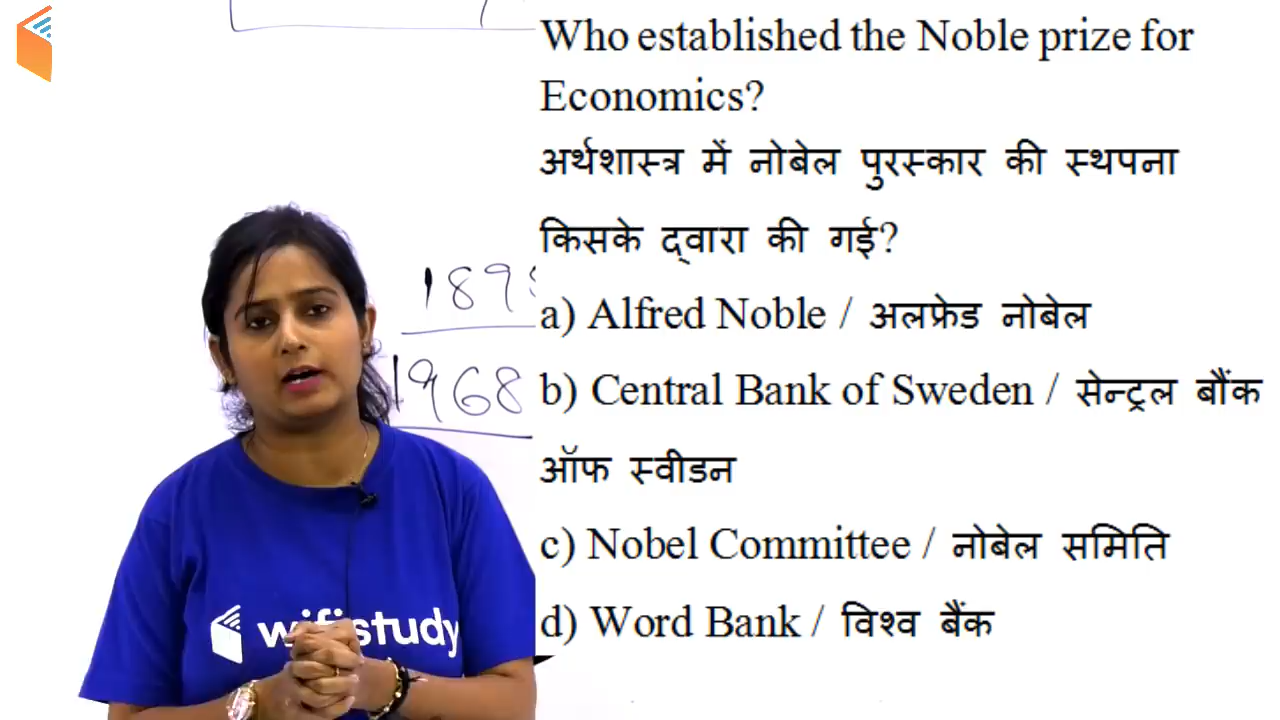 Who established the Noble prize for
Economics?
अर्थशास्त्र में नोबेल पुरस्कार की स्थपना
किसके द्वारा की गई?
a) Alfred Noble / अलफ्रेड नोबेल
b) Central Bank of Sweden / सेन्ट्रल बौंक
ऑफ स्वीडन
c) Nobel Committee / नोबेल समिति
d) Word Bank / विश्व बैंक
189
1968
wifistudy